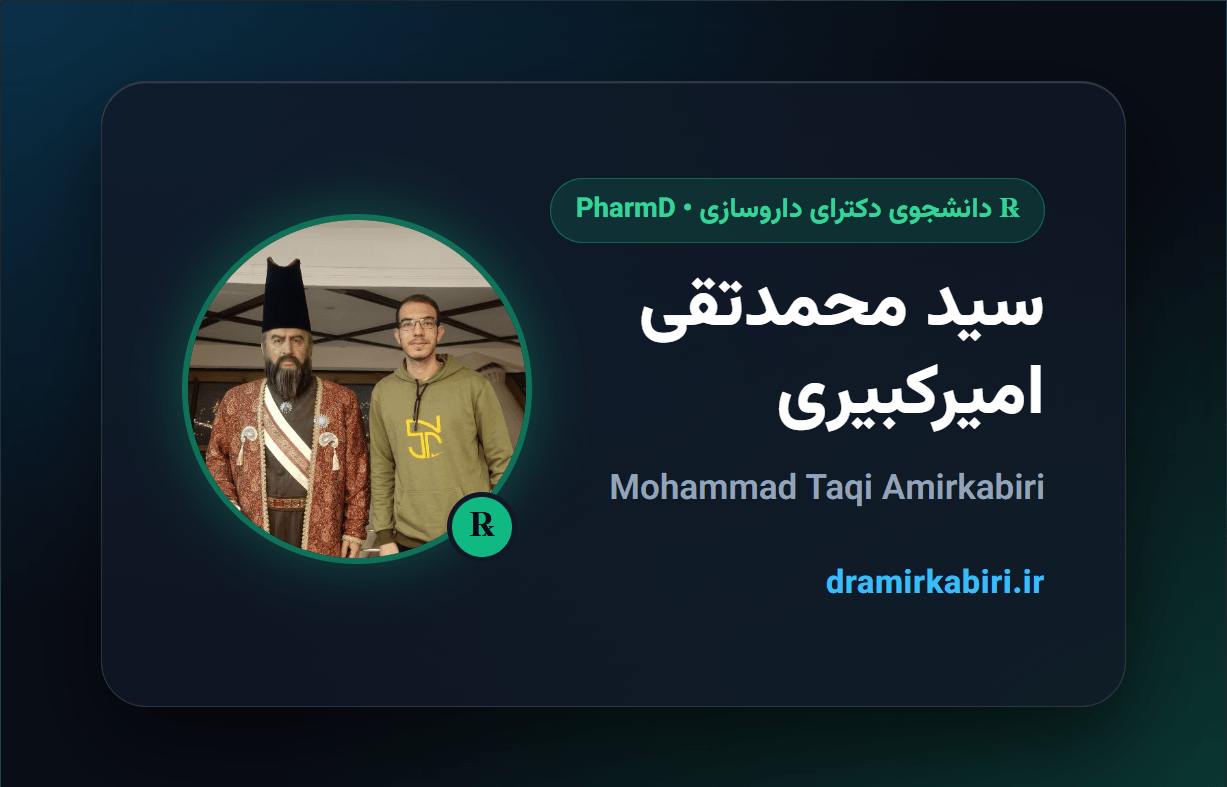 ℞ دانشجوی دکترای داروسازی • PharmD
سید محمدتقی
امیرکبیری
Mohammad Taqi Amirkabiri
dramirkabiri.ir
℞